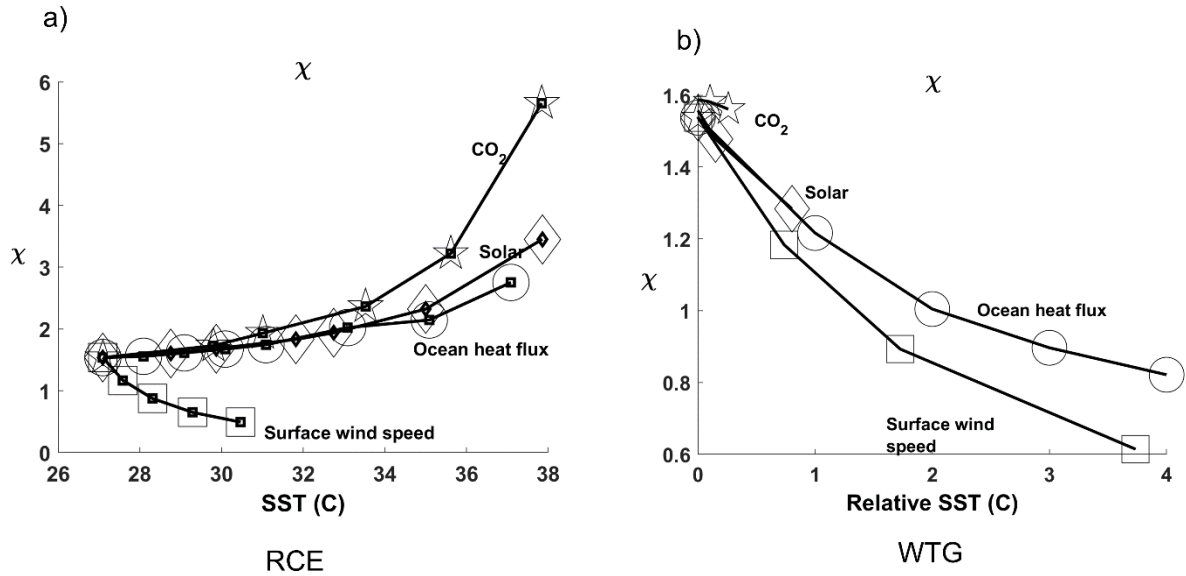 a)
χ
6
5
4
3
2
1
0
χ
CO2
Solar
Ocean heat flux
Surface wind speed
26 28 30 32 34 36 38
SST (C)
RCE
b)
χ
1.6
1.4
1.2
1
0.8
0.6
χ
CO2
Solar
Ocean heat flux
Surface wind
speed
0 1 2 3 4
Relative SST (C)
WTG